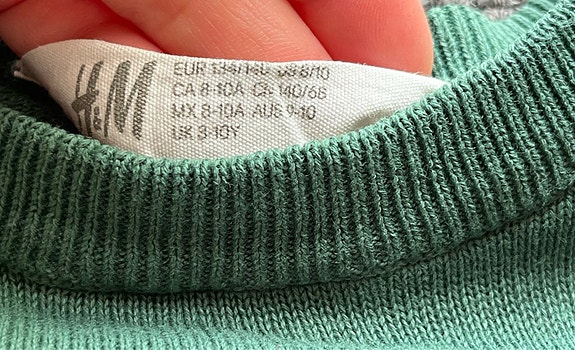 H&M
EUR 134/140 US 8/10
CA 8-10A CN 140/66
MX 8-10A AUS 9-10
UK 8-10Y